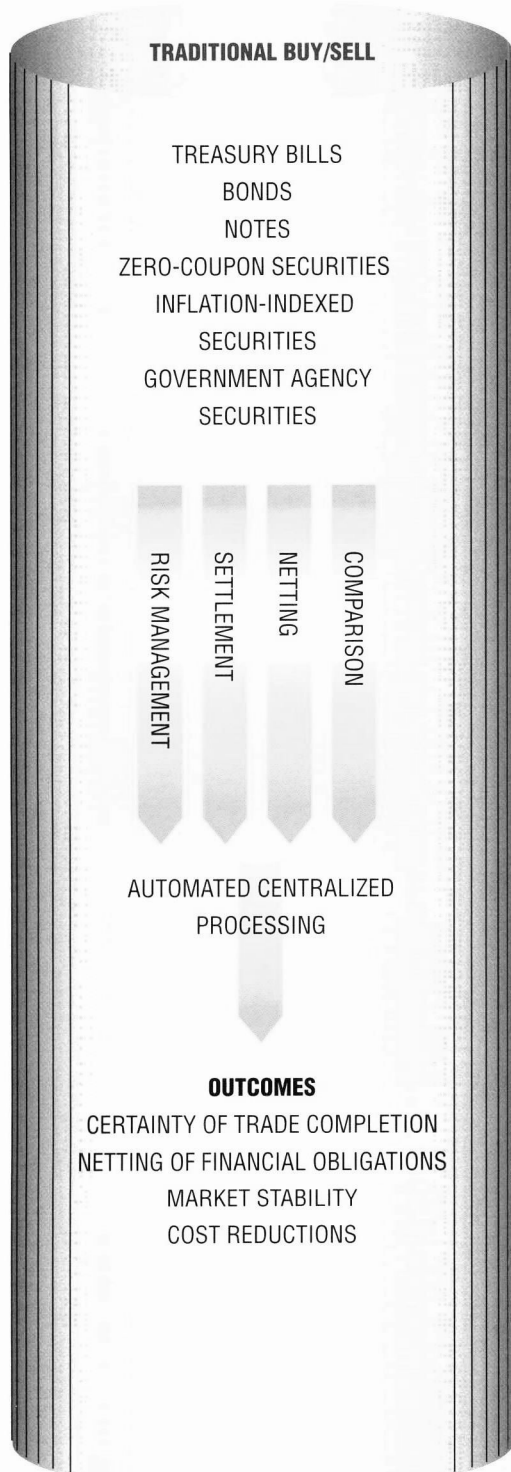 TRADITIONAL BUY/SELL
TREASURY BILLS
BONDS
NOTES
ZERO-COUPON SECURITIES
INFLATION-INDEXED
SECURITIES
GOVERNMENT AGENCY
SECURITIES
RISK MANAGEMENT
SETTLEMENT
NETTING
COMPARISON
AUTOMATED CENTRALIZED
PROCESSING
OUTCOMES
CERTAINTY OF TRADE COMPLETION
NETTING OF FINANCIAL OBLIGATIONS
MARKET STABILITY
COST REDUCTIONS